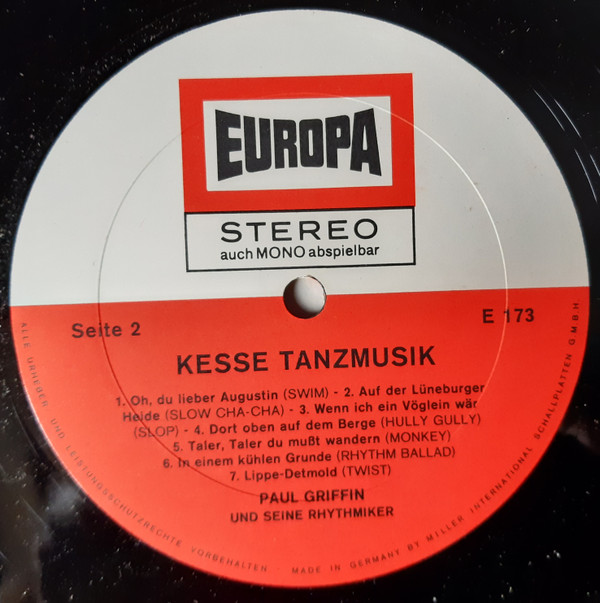 EUROPA
STEREO
auch MONO abspielbar
Seite 2
E 173
KESSE TANZMUSIK
1. Oh, du lieber Augustin (SWIM) - 2. Auf der Lüneburger
Heide (SLOW CHA-CHA) - 3. Wenn ich ein Vöglein wär
(SLOP) - 4. Dort oben auf dem Berge (HULLY GULLY)
5. Taler, Taler du mußt wandern (MONKEY)
6. In einem kühlen Grunde (RHYTHM BALLAD)
7. Lippe-Detmold (TWIST)
PAUL GRIFFIN
UND SEINE RHYTHMIKER
ALLE URHEBER - UND LEISTUNGSSCHUTZRECHTE VORBEHALTEN · MADE IN GERMANY BY MILLER INTERNATIONAL SCHALLPLATTEN G.M.B.H.